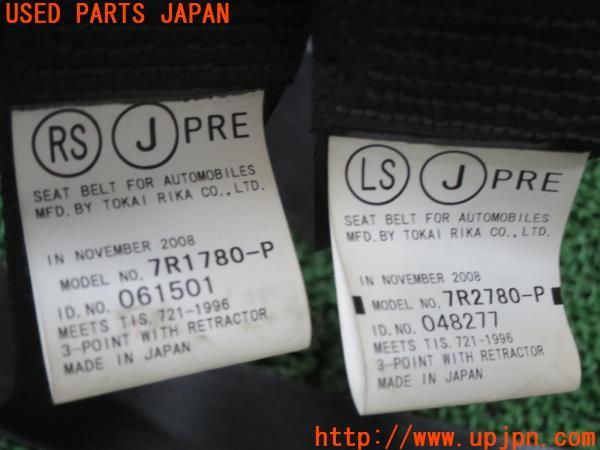 USED PARTS JAPAN
RS J PRE
SEAT BELT FOR AUTOMOBILES
MFD. BY TOKAI RIKA CO., LTD.
IN NOVEMBER 2008
MODEL NO. 7R1780-P
I.D. NO. 061501
MEETS TIS. 721-1996
3-POINT WITH RETRACTOR
MADE IN JAPAN
LS J PRE
SEAT BELT FOR AUTOMOBILES
MFD. BY TOKAI RIKA CO., LTD.
IN NOVEMBER 2008
MODEL NO. 7R2780-P
ID. NO. 048277
MEETS TIS. 721-1996
3-POINT WITH RETRACTOR
MADE IN JAPAN
http://www.upjpn.com/